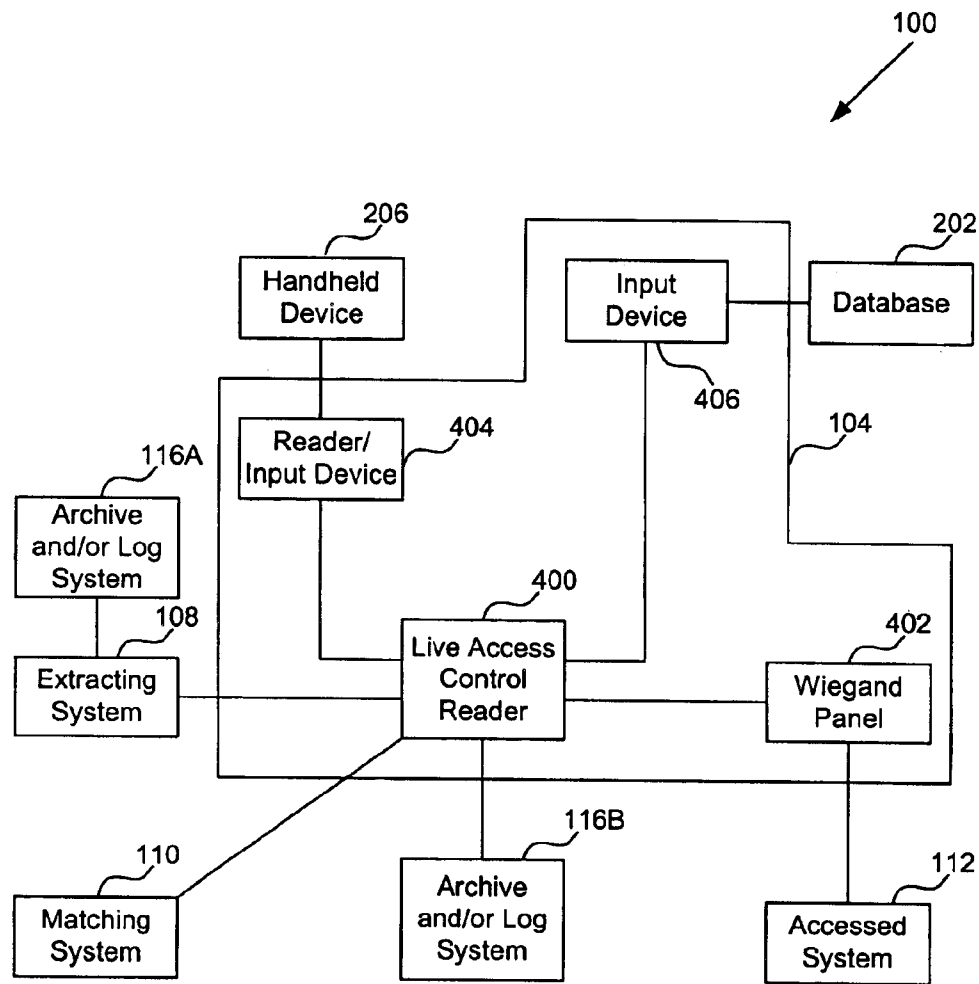 100
206
202
Handheld
Device
Input
Device
Database
406
Reader/
Input Device
404
104
116A
Archive
and/or Log
System
400
108
402
Live Access
Control
Reader
Extracting
System
Wiegand
Panel
116B
110
112
Archive
and/or Log
System
Matching
System
Accessed
System